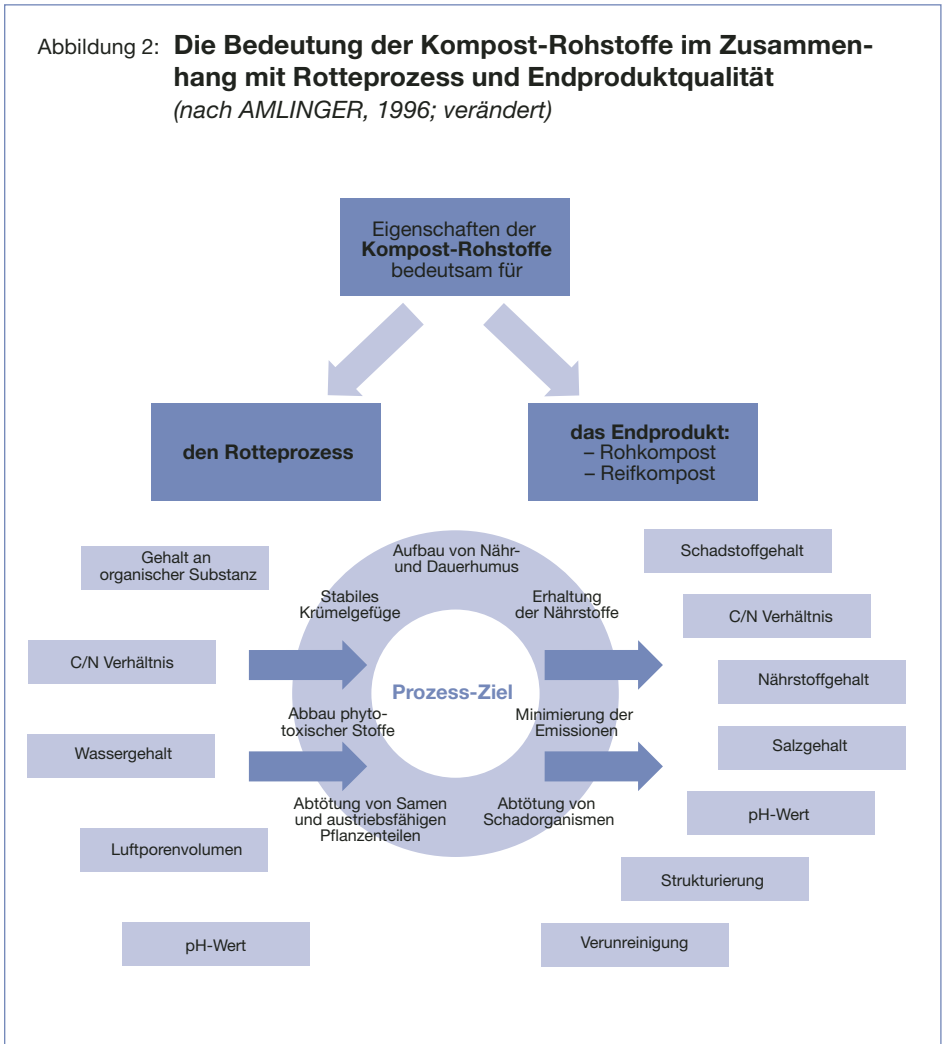 Abbildung 2: Die Bedeutung der Kompost-Rohstoffe im Zusammen-
hang mit Rotteprozess und Endproduktqualität
(nach AMLINGER, 1996; verändert)
Eigenschaften der
Kompost-Rohstoffe
bedeutsam für
den Rotteprozess
das Endprodukt:
– Rohkompost
– Reifkompost
Gehalt an
organischer Substanz
C/N Verhältnis
Wassergehalt
Luftporenvolumen
pH-Wert
Aufbau von Nähr-
und Dauerhumus
Stabiles
Krümelgefüge
Erhaltung
der Nährstoffe
Prozess-Ziel
Abbau phyto-
toxischer Stoffe
Minimierung der
Emissionen
Abtötung von Samen
und austriebsfähigen
Pflanzenteilen
Abtötung von
Schadorganismen
Schadstoffgehalt
C/N Verhältnis
Nährstoffgehalt
Salzgehalt
pH-Wert
Strukturierung
Verunreinigung